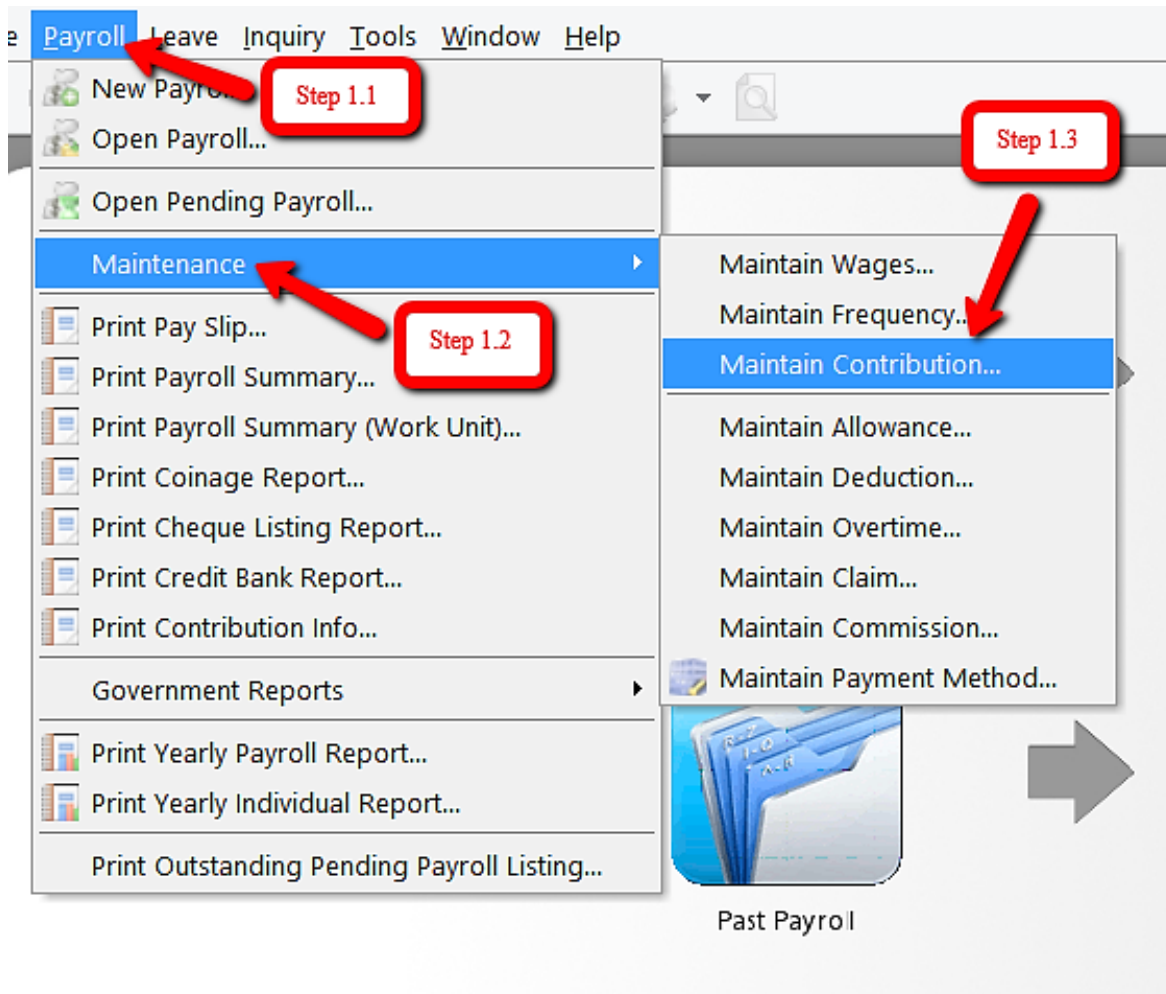 e Payroll Leave Inquiry Tools Window Help
New Payro
Step 1.1
Open Payroll...
Step 1.3
Open Pending Payroll...
Maintenance
Maintain Wages...
Print Pay Slip...
Step 1.2
Maintain Frequency..
Print Payroll Summary...
Maintain Contribution...
Print Payroll Summary (Work Unit)...
Maintain Allowance...
Print Coinage Report...
Maintain Deduction...
Print Cheque Listing Report...
Maintain Overtime...
Print Credit Bank Report...
Maintain Claim...
Print Contribution Info...
Maintain Commission...
Government Reports
Maintain Payment Method...
R-Z
I-Q
A-R
Print Yearly Payroll Report...
Print Yearly Individual Report...
Print Outstanding Pending Payroll Listing...
Past Payroll